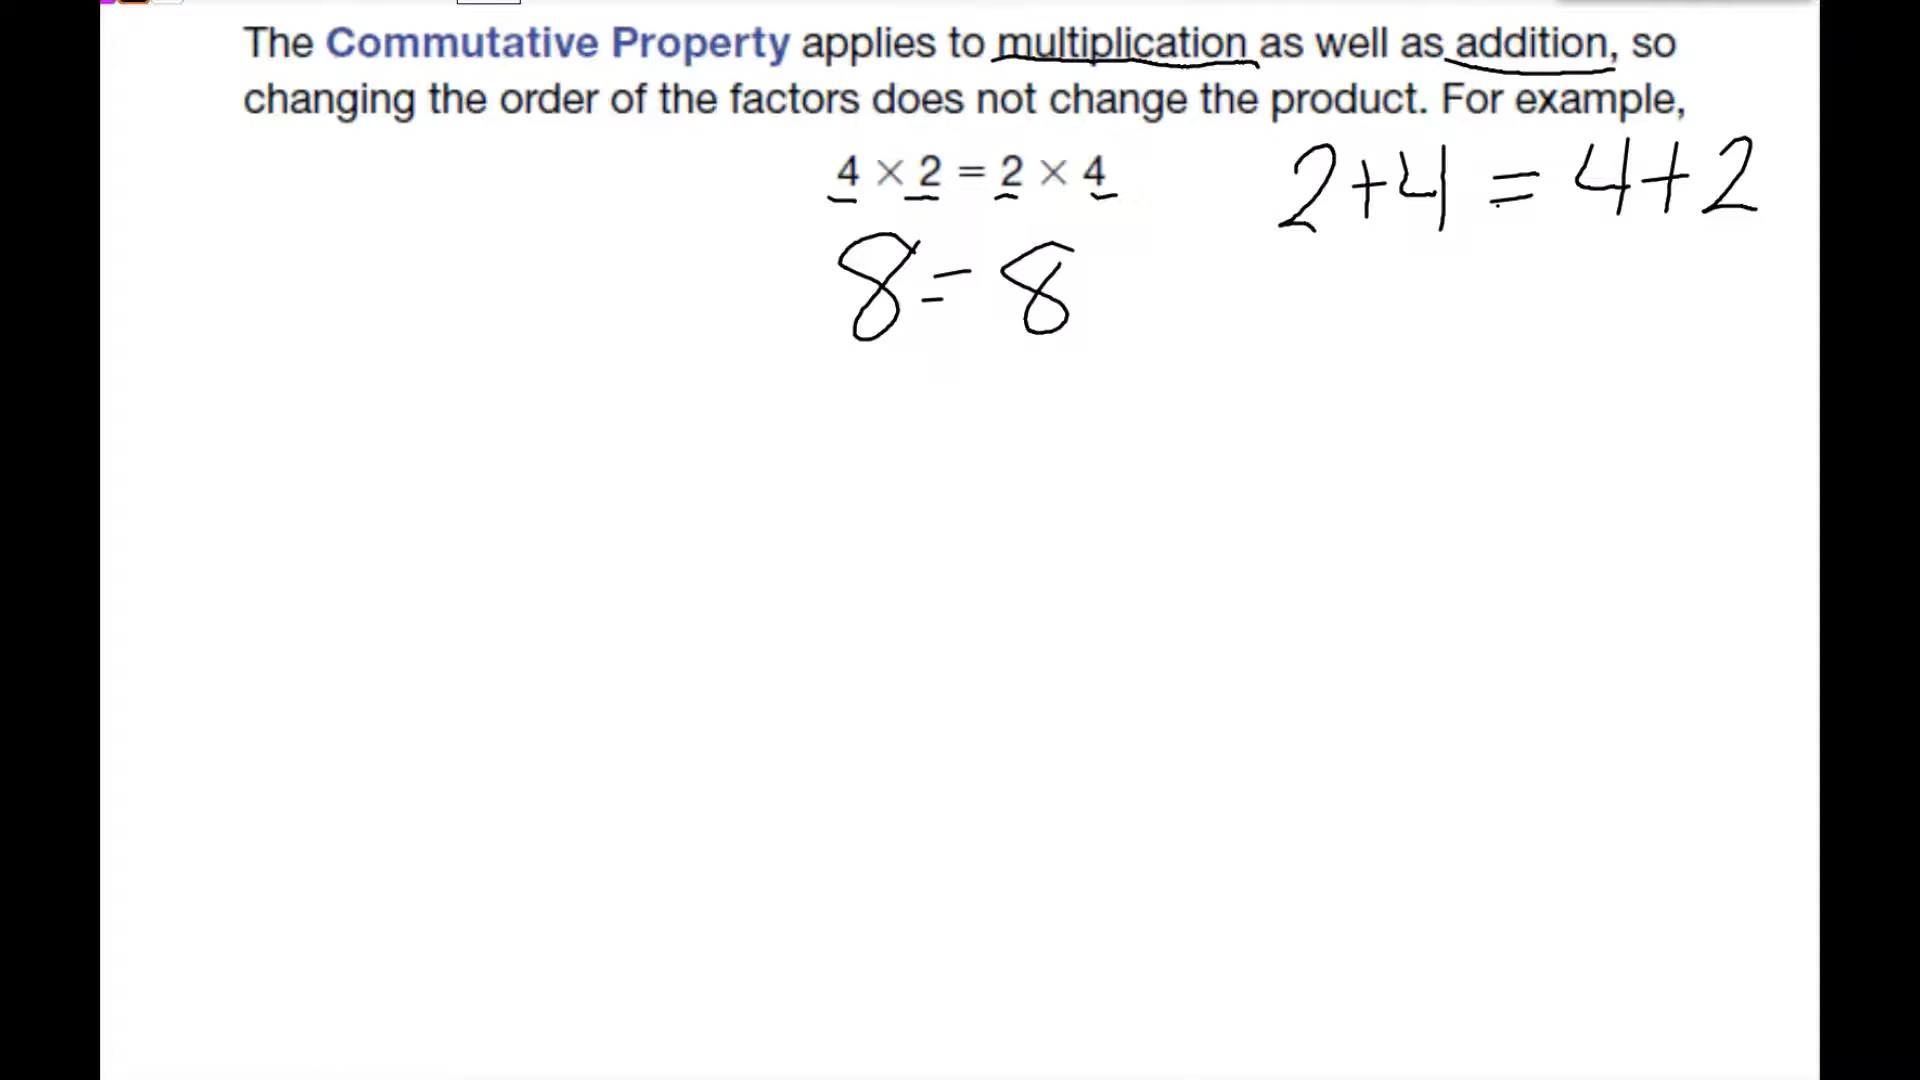 The Commutative Property applies to multiplication as well as addition, so
changing the order of the factors does not change the product. For example,
4 × 2 = 2 × 4
2+4 = 4+2
8 = 8